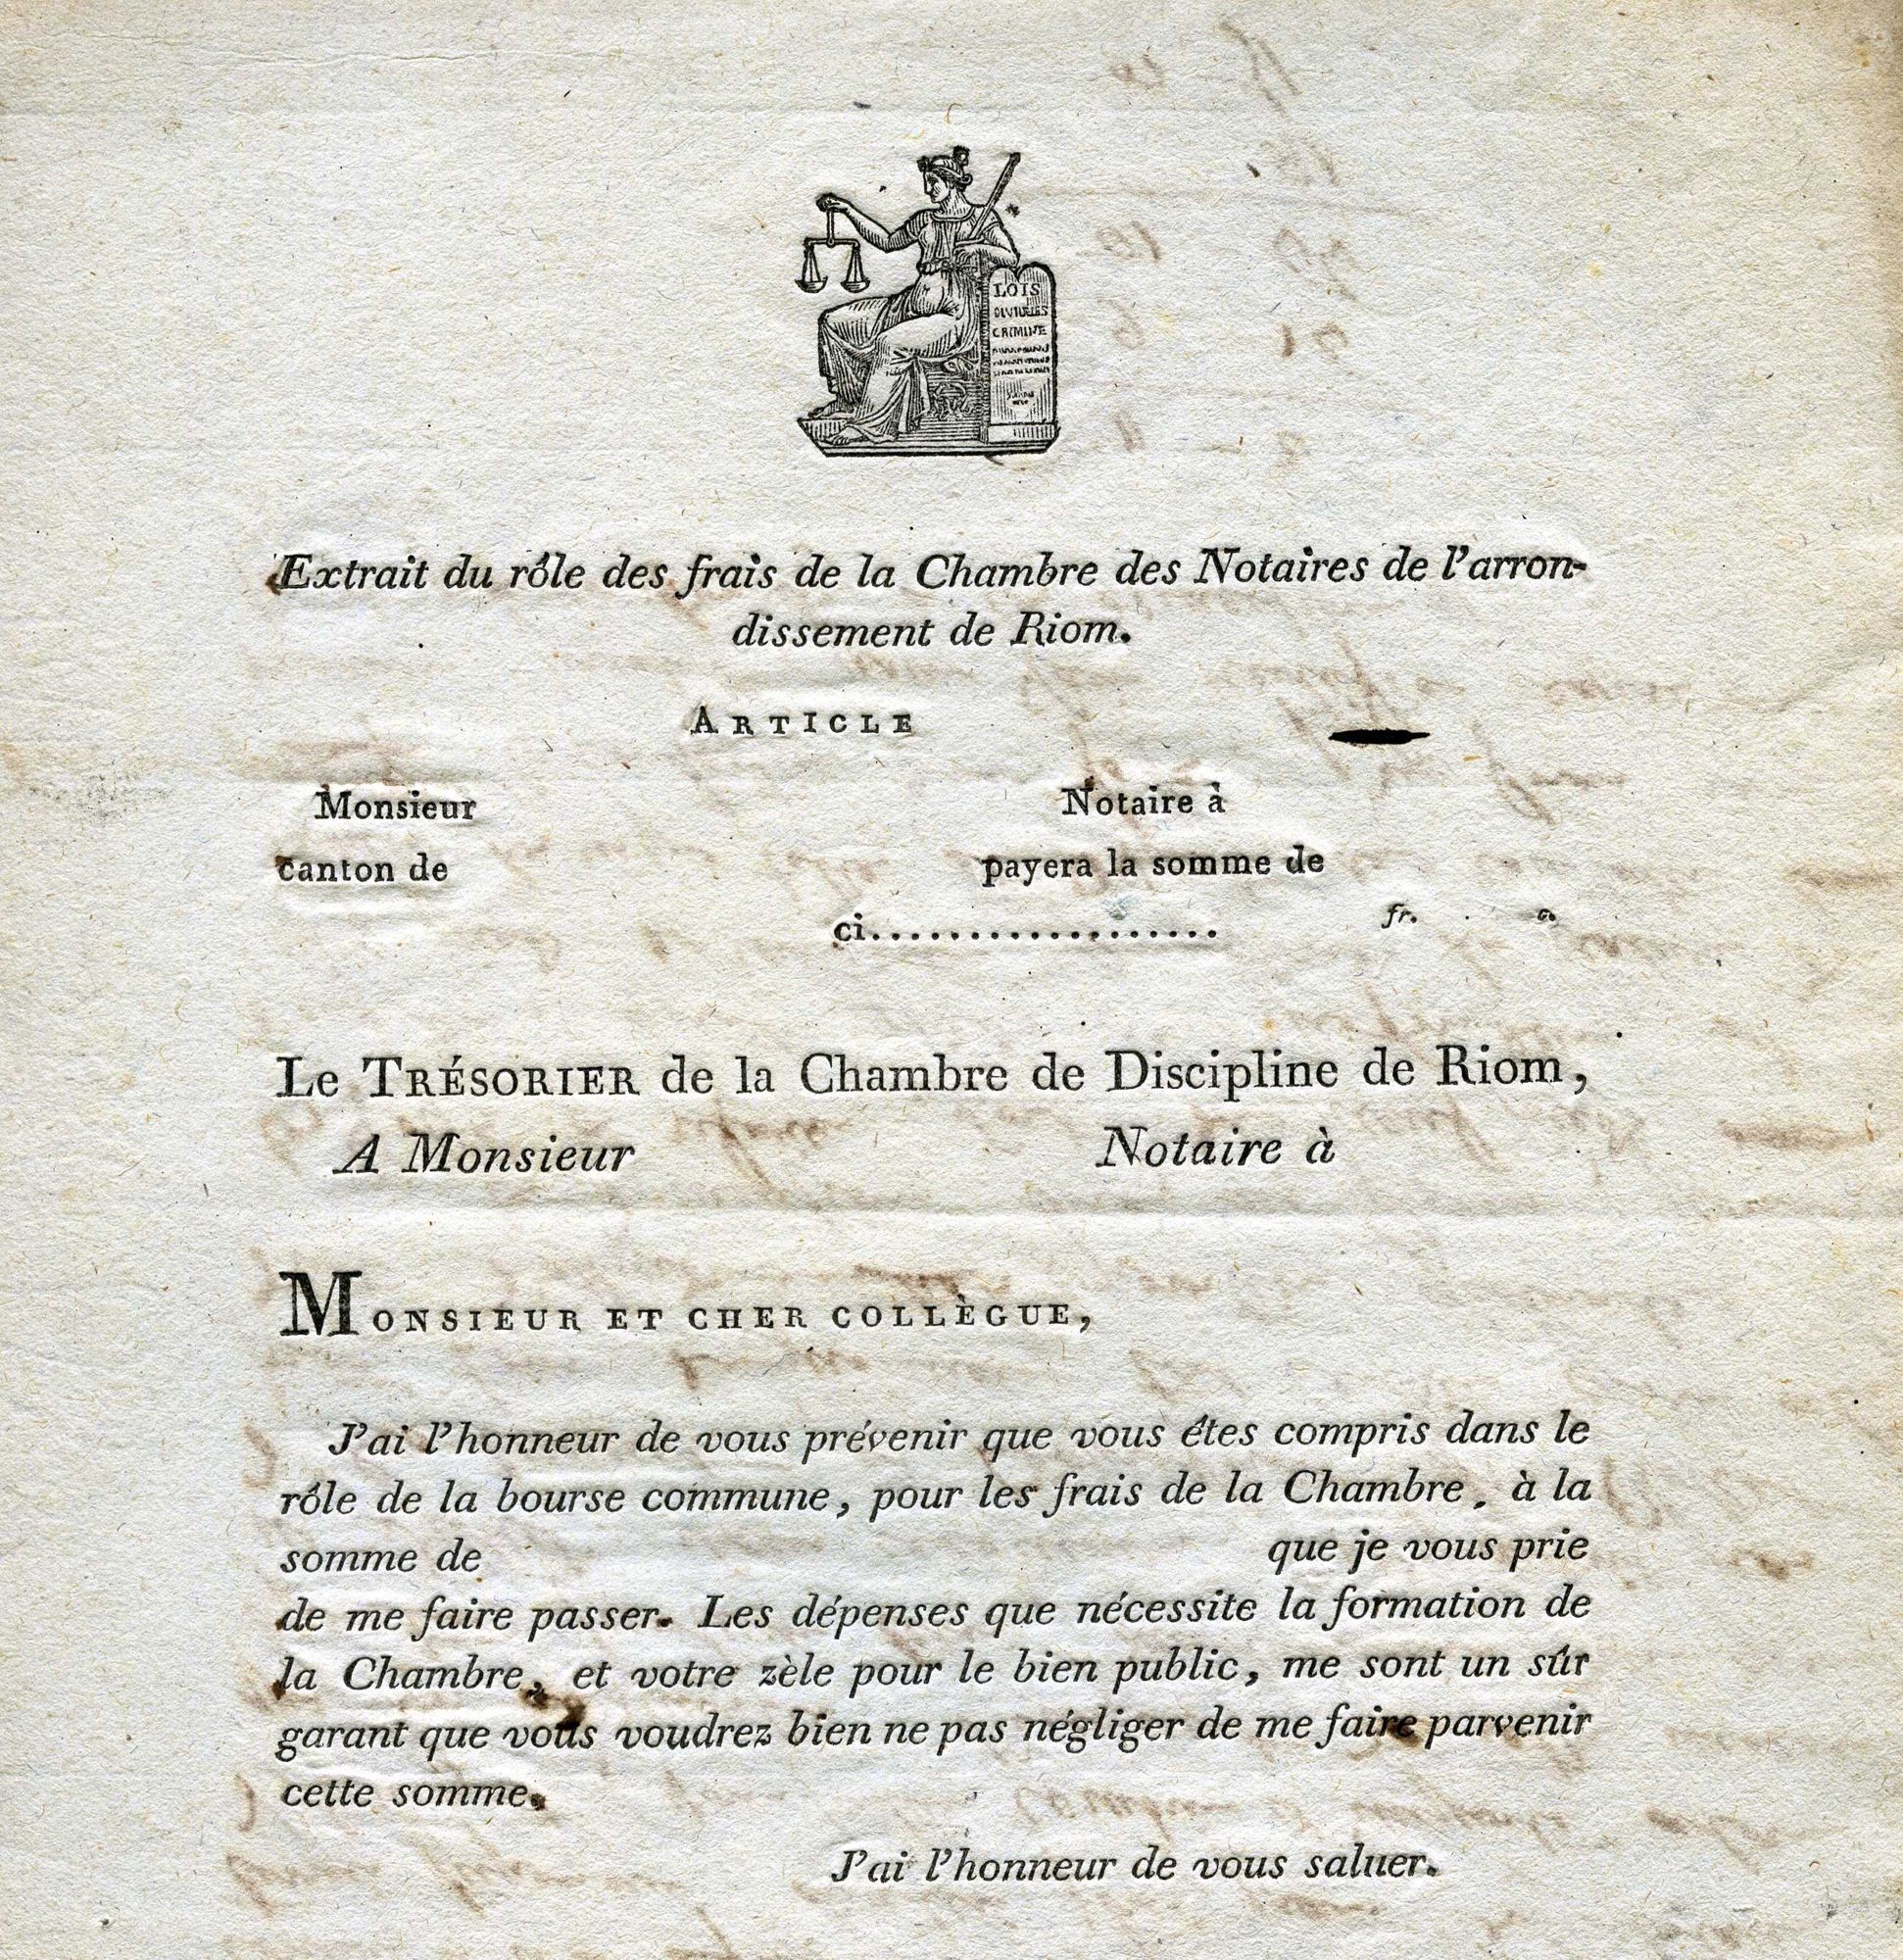 LOIS
CIVILES
CRIMINE
Extrait du rôle des frais de la Chambre des Notaires de l'arron-
dissement de Riom.
ARTICLE
Monsieur Notaire à
canton de payera la somme de
ci.................. fr. c.
Le TRÉSORIER de la Chambre de Discipline de Riom,
A Monsieur Notaire à
MONSIEUR ET CHER COLLÈGUE,
J'ai l'honneur de vous prévenir que vous êtes compris dans le
rôle de la bourse commune, pour les frais de la Chambre, à la
somme de que je vous prie
de me faire passer. Les dépenses que nécessite la formation de
la Chambre, et votre zèle pour le bien public, me sont un sûr
garant que vous voudrez bien ne pas négliger de me faire parvenir
cette somme.
J'ai l'honneur de vous saluer.